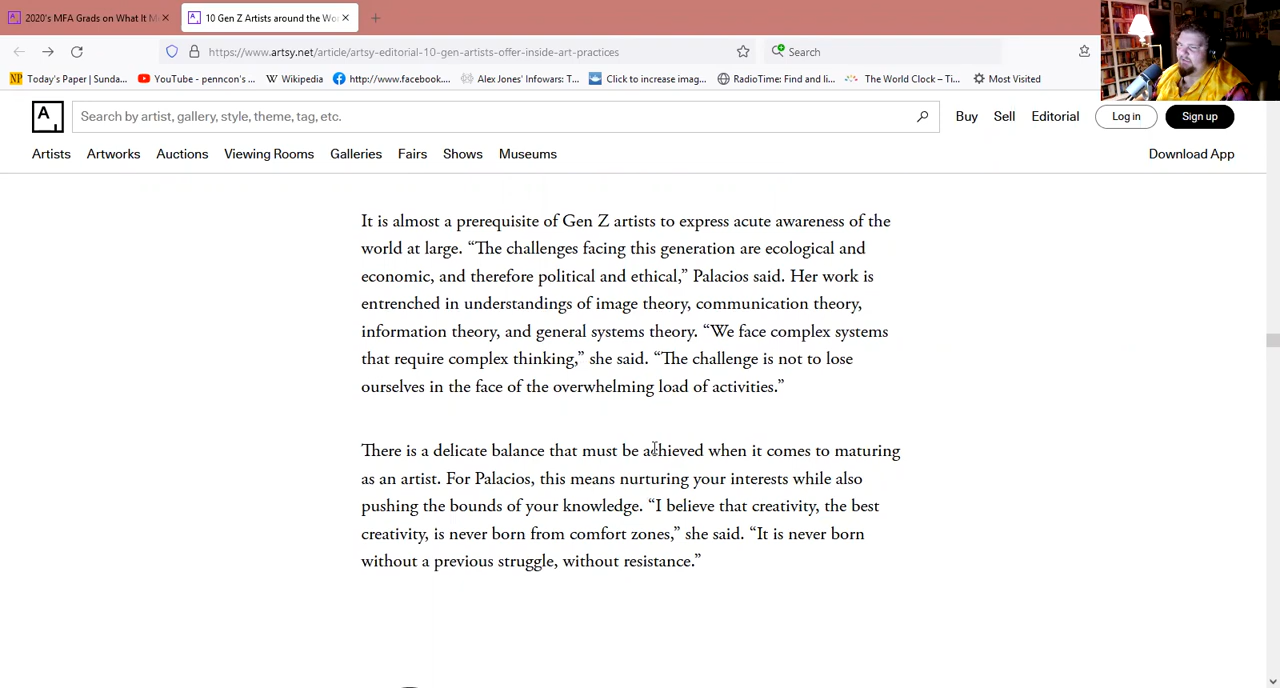 2020's MFA Grads on What It M
10 Gen Z Artists around the Wo
https://www.artsy.net/article/artsy-editorial-10-gen-artists-offer-inside-art-practices
Search
Today's Paper | Sunda...
YouTube - penncon's ...
Wikipedia
http://www.facebook....
Alex Jones' Infowars: T...
Click to increase imag...
RadioTime: Find and li...
The World Clock – Ti...
Most Visited
A
Search by artist, gallery, style, theme, tag, etc.
Buy
Sell
Editorial
Log in
Sign up
Artists
Artworks
Auctions
Viewing Rooms
Galleries
Fairs
Shows
Museums
Download App
It is almost a prerequisite of Gen Z artists to express acute awareness of the
world at large. “The challenges facing this generation are ecological and
economic, and therefore political and ethical,” Palacios said. Her work is
entrenched in understandings of image theory, communication theory,
information theory, and general systems theory. “We face complex systems
that require complex thinking,” she said. “The challenge is not to lose
ourselves in the face of the overwhelming load of activities.”
There is a delicate balance that must be achieved when it comes to maturing
as an artist. For Palacios, this means nurturing your interests while also
pushing the bounds of your knowledge. “I believe that creativity, the best
creativity, is never born from comfort zones,” she said. “It is never born
without a previous struggle, without resistance.”